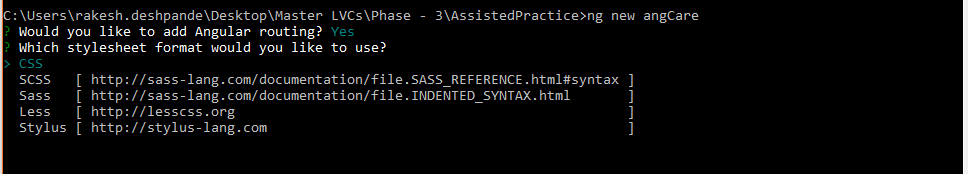 C:\Users\rakesh.deshpande\Desktop\Master LVCs\Phase - 3\AssistedPractice>ng new angCare
? Would you like to add Angular routing? Yes
? Which stylesheet format would you like to use?
> CSS
SCSS   [ http://sass-lang.com/documentation/file.SASS_REFERENCE.html#syntax ]
Sass   [ http://sass-lang.com/documentation/file.INDENTED_SYNTAX.html       ]
Less   [ http://lesscss.org                                                 ]
Stylus [ http://stylus-lang.com                                             ]